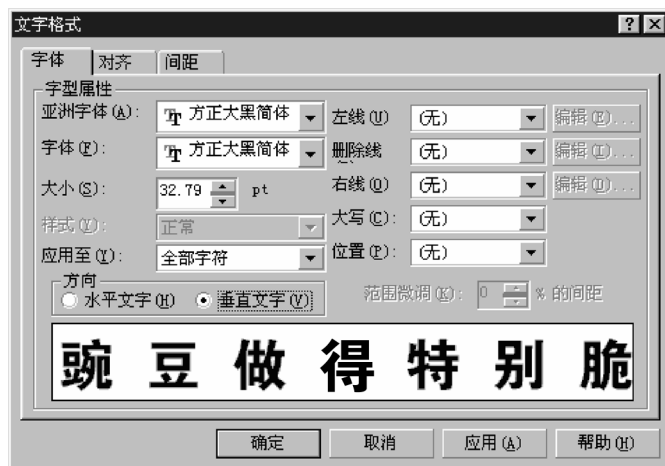 文字格式
字体 对齐 间距
字型属性
亚洲字体(A): 方正大黑简体 左线(U) (无) 编辑(E)...
字体(F): 方正大黑简体 删除线 (无) 编辑(I)...
大小(S): 32.79 pt 右线(O) (无) 编辑(D)...
样式(Y): 正常 大写(C): (无)
应用至(Y): 全部字符 位置(P): (无)
方向
水平文字(H) 垂直文字(V) 范围微调(K): 0 % 的间距
豌豆做得特别脆
确定 取消 应用(A) 帮助(H)